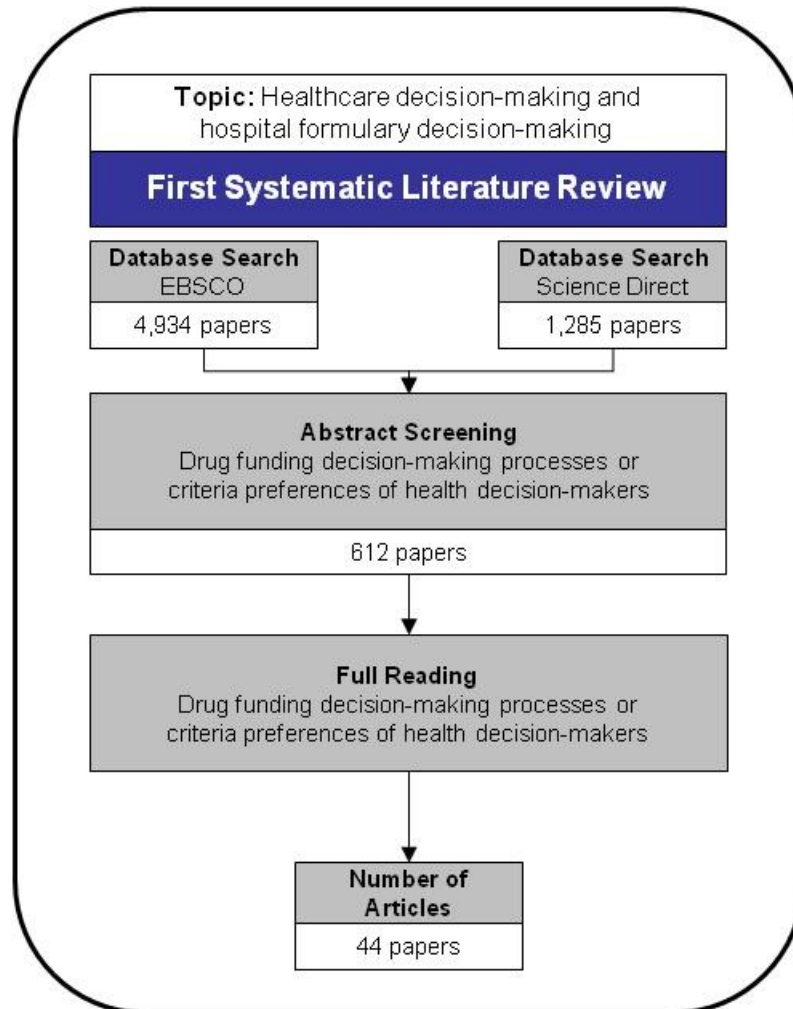 Topic: Healthcare decision-making and
hospital formulary decision-making
First Systematic Literature Review
Database Search
EBSCO
4,934 papers
Database Search
Science Direct
1,285 papers
Abstract Screening
Drug funding decision-making processes or
criteria preferences of health decision-makers
612 papers
Full Reading
Drug funding decision-making processes or
criteria preferences of health decision-makers
Number of
Articles
44 papers